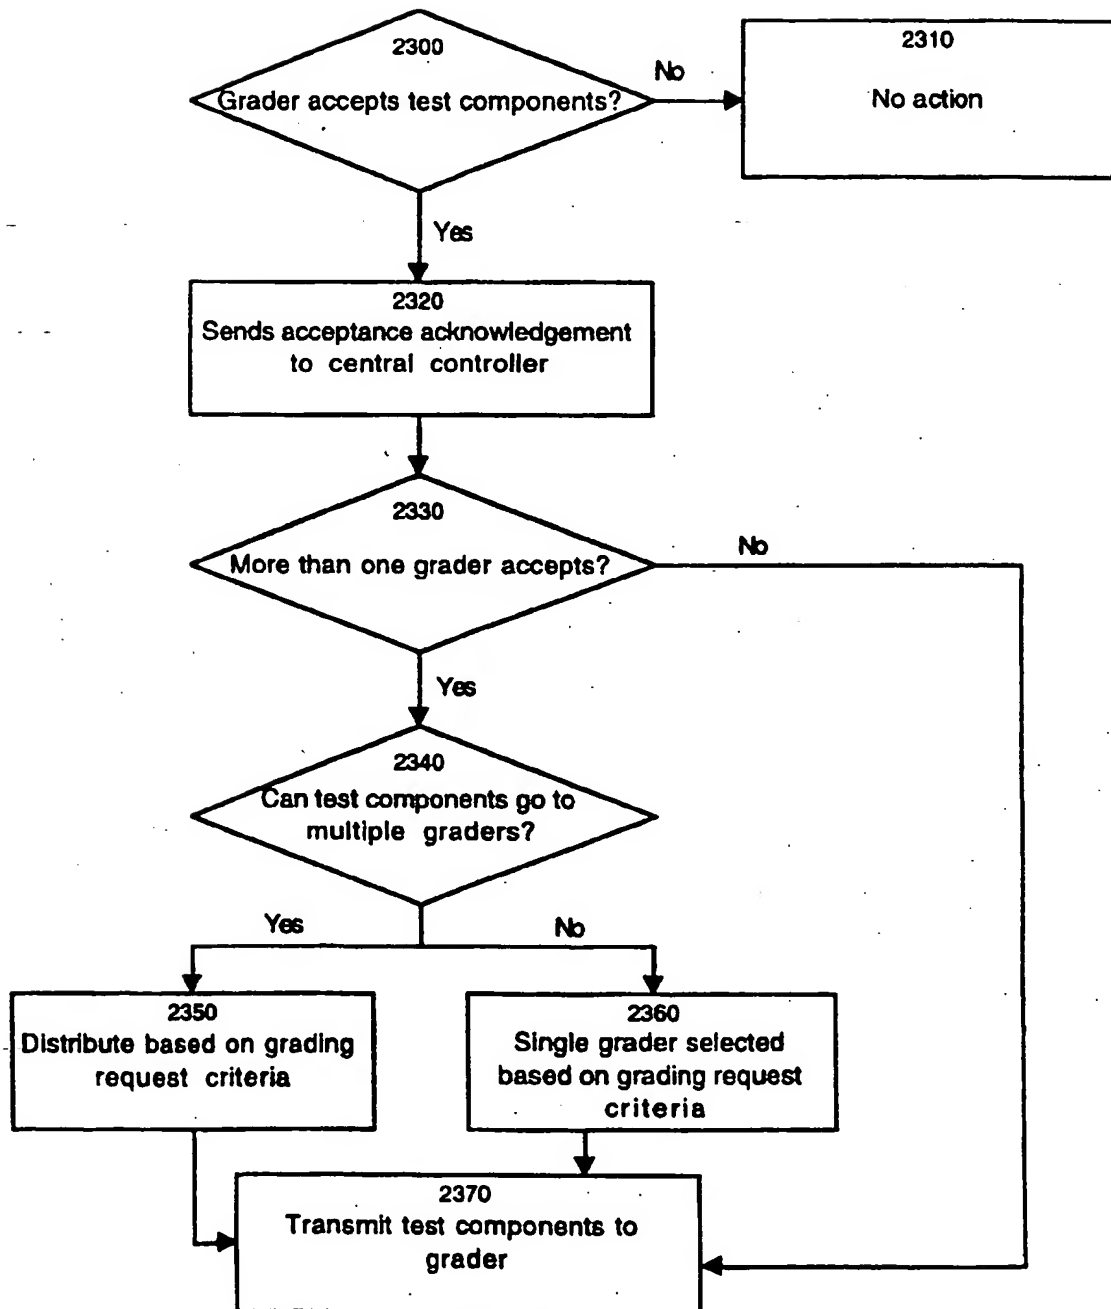 2300
Grader accepts test components?
No
2310
No action
Yes
2320
Sends acceptance acknowledgement
to central controller
2330
More than one grader accepts?
No
Yes
2340
Can test components go to
multiple graders?
Yes
No
2350
Distribute based on grading
request criteria
2360
Single grader selected
based on grading request
criteria
2370
Transmit test components to
grader